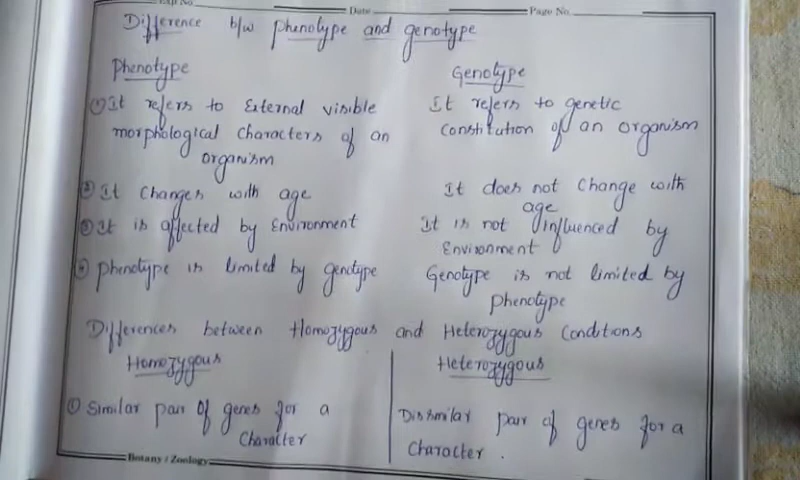 Date
Page No.
Difference b/w phenotype and genotype
Phenotype
Genotype
① It refers to External visible
morphological characters of an
organism
It refers to genetic
Constitution of an organism
② It changes with age
It does not change with
age
③ It is affected by Environment
It is not influenced by
Environment
④ phenotype is limited by genotype
Genotype is not limited by
phenotype
Differences between Homozygous and Heterozygous Conditions
Homozygous
Heterozygous
① Similar pair of genes for a
Character
Dissmilar pair of genes for a
Character .
Botany / Zoology